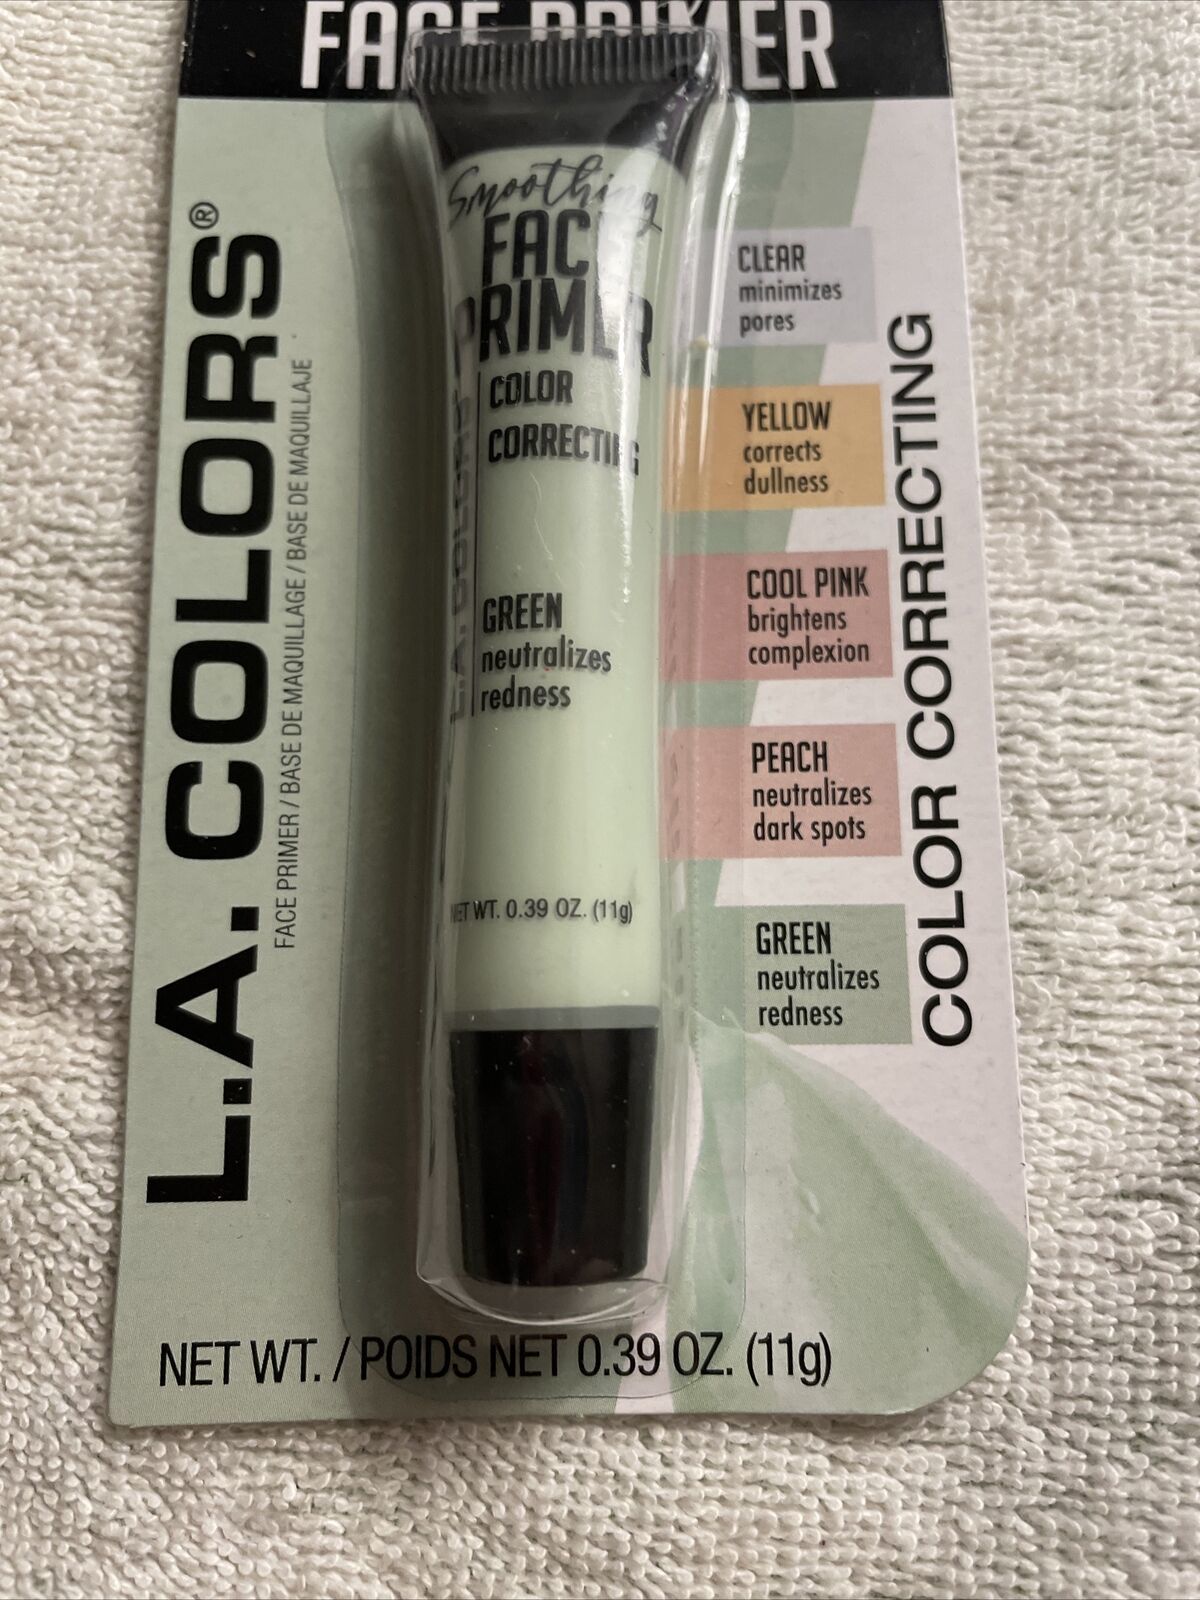 FACE PRIMER
L.A. COLORS®
FACE PRIMER / BASE DE MAQUILLAGE / BASE DE MAQUILLAJE
Smoothing
FACE
PRIMER
COLOR
CORRECTING
L.A. COLORS
GREEN
neutralizes
redness
NET WT. 0.39 OZ. (11g)
CLEAR
minimizes
pores
YELLOW
corrects
dullness
COOL PINK
brightens
complexion
PEACH
neutralizes
dark spots
GREEN
neutralizes
redness
COLOR CORRECTING
NET WT. / POIDS NET 0.39 OZ. (11g)